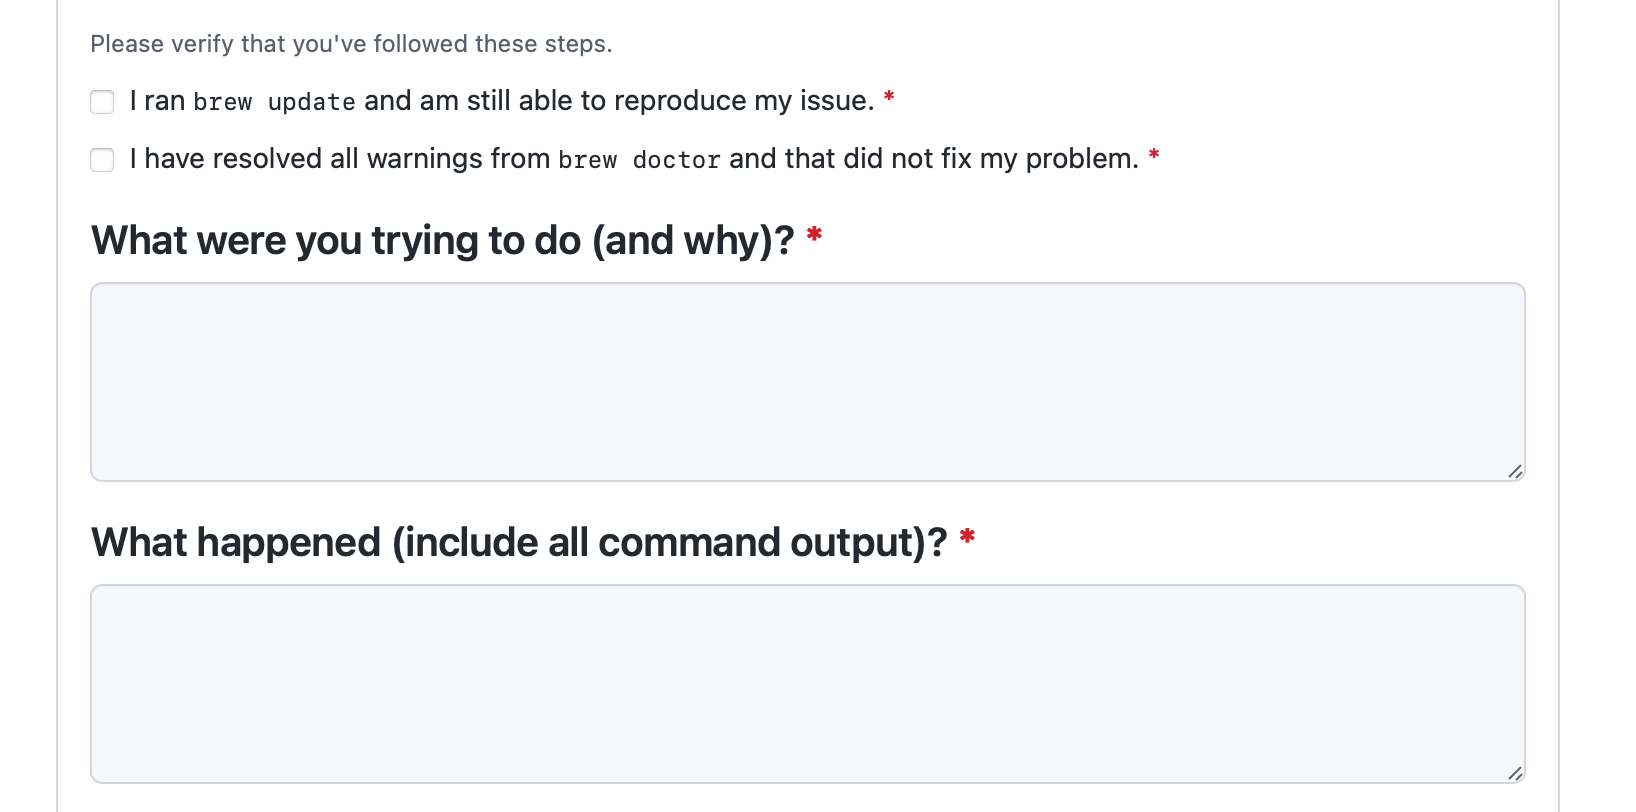 Please verify that you've followed these steps.
I ran brew update and am still able to reproduce my issue. *
I have resolved all warnings from brew doctor and that did not fix my problem. *
What were you trying to do (and why)? *
What happened (include all command output)? *